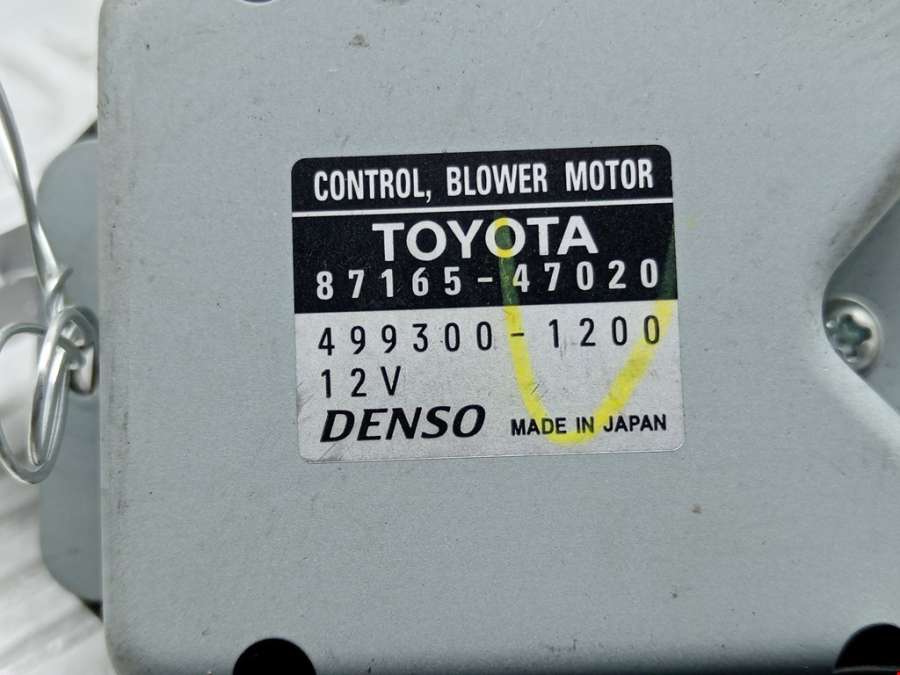 CONTROL, BLOWER MOTOR
TOYOTA
87165-47020
499300-1200
12V
DENSO MADE IN JAPAN